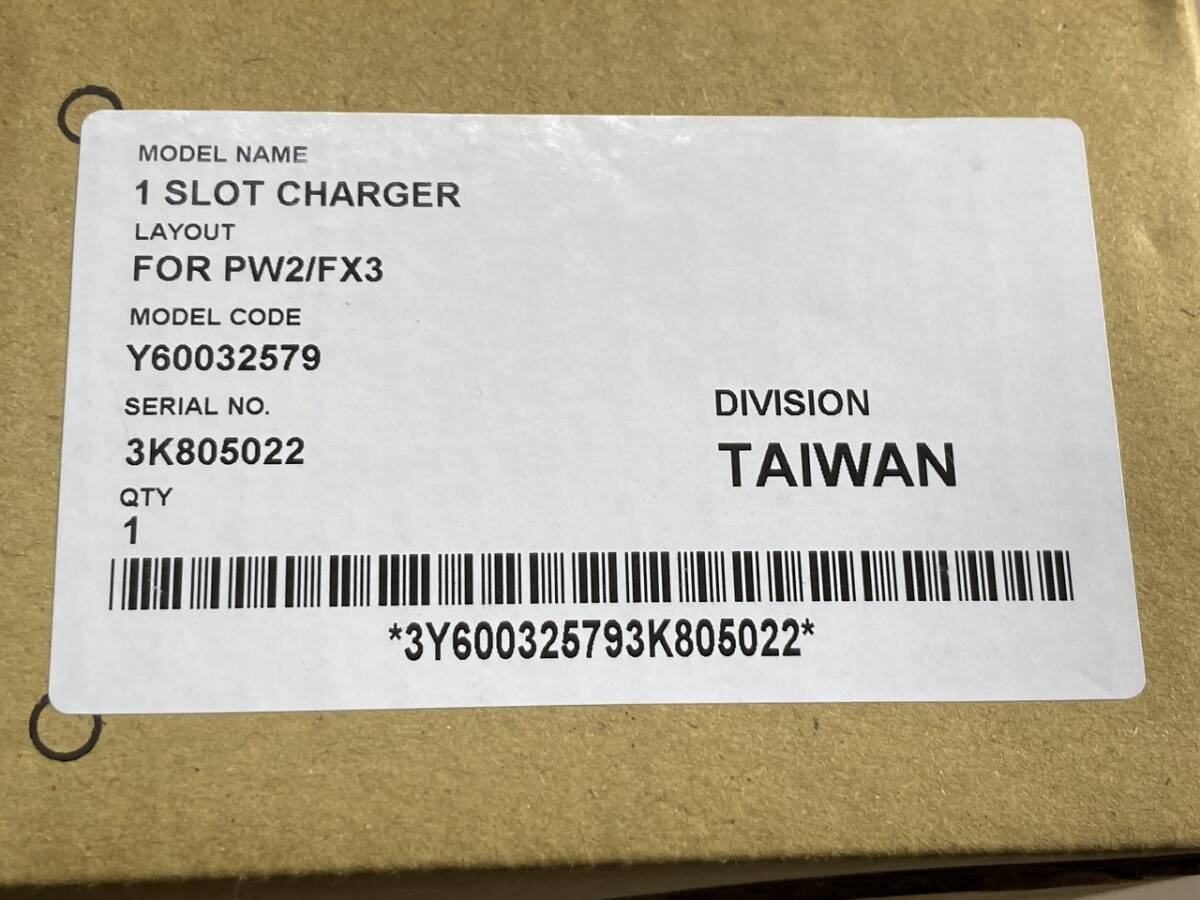 MODEL NAME
1 SLOT CHARGER
LAYOUT
FOR PW2/FX3
MODEL CODE
Y60032579
SERIAL NO.
3K805022
QTY
1
DIVISION
TAIWAN
*3Y600325793K805022*